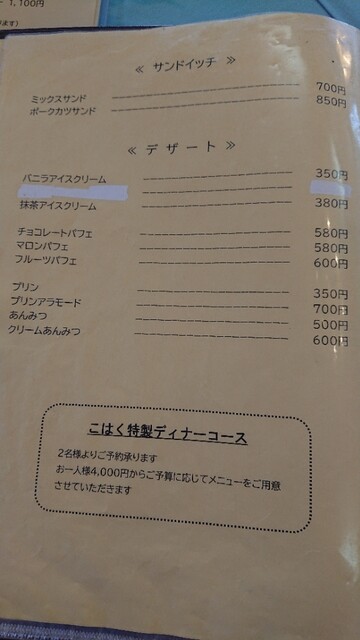 1,100円
ます)
≪ サンドイッチ ≫
ミックスサンド 700円
ポークカツサンド 850円
≪ デザート ≫
バニラアイスクリーム 350円
抹茶アイスクリーム 380円
チョコレートパフェ 580円
マロンパフェ 580円
フルーツパフェ 600円
プリン 350円
プリンアラモード 700円
あんみつ 500円
クリームあんみつ 600円
こはく特製ディナーコース
2名様よりご予約承ります
お一人様4,000円からご予算に応じてメニューをご用意
させていただきます